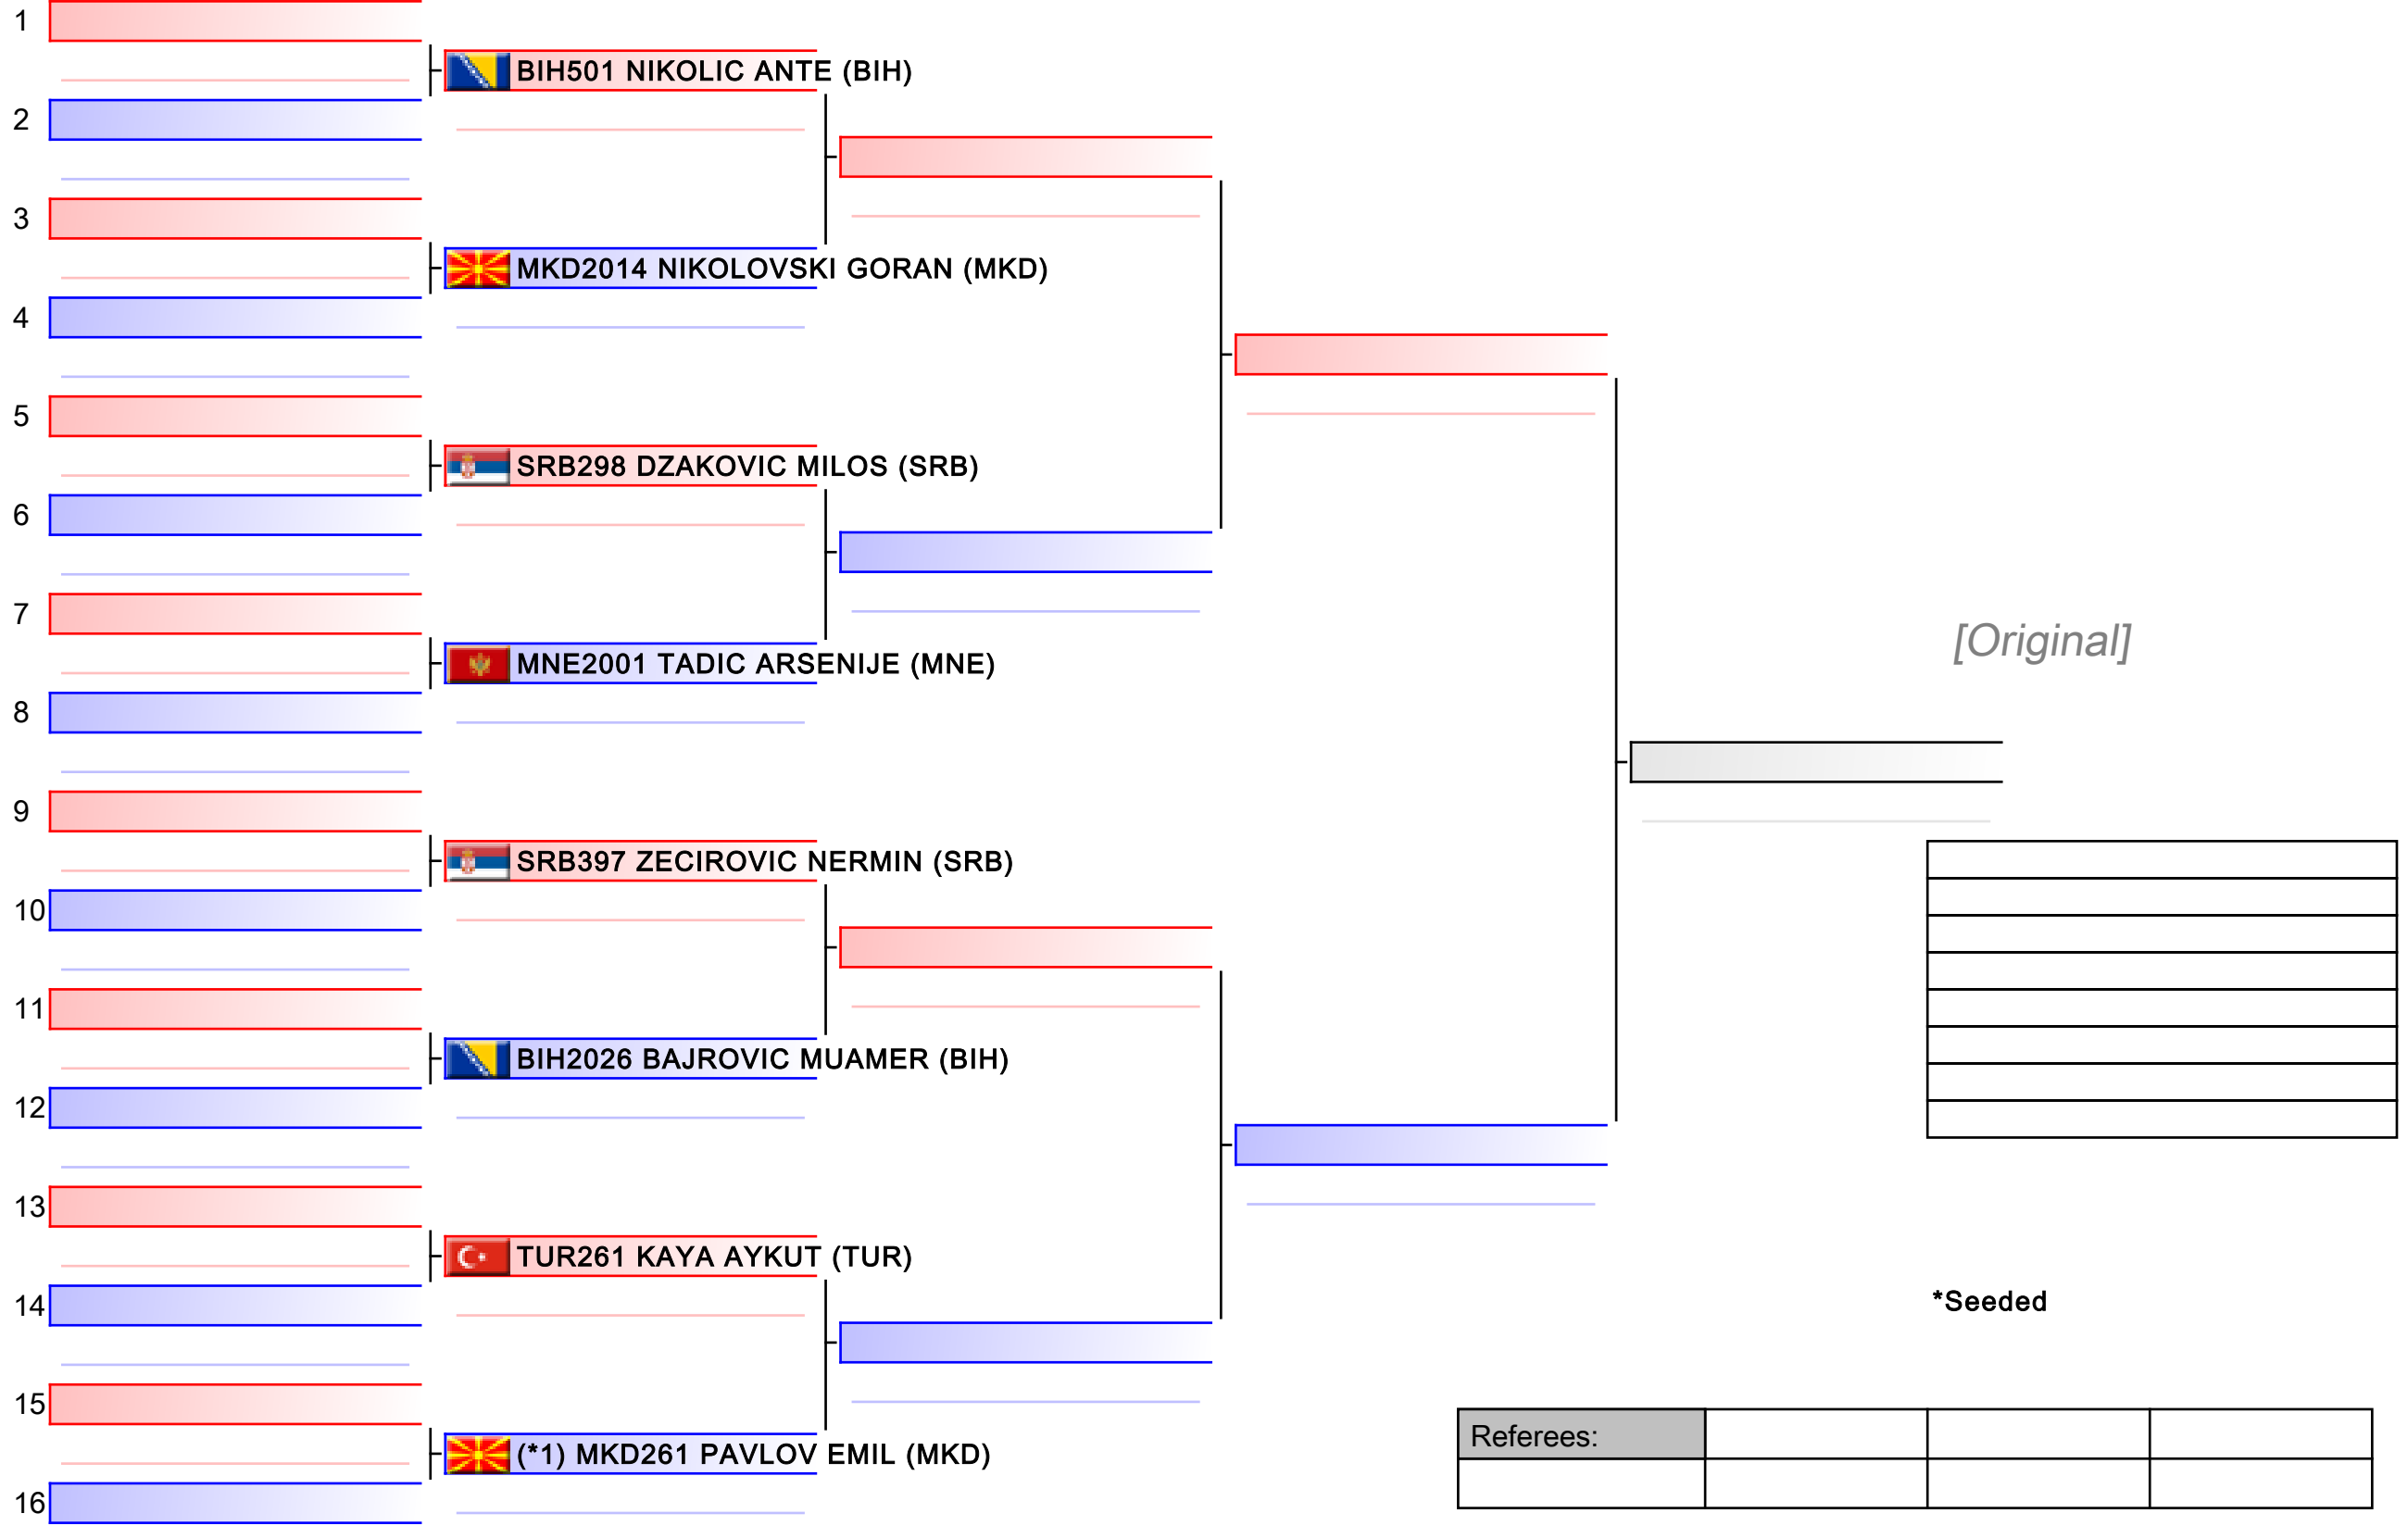 1
BIH501 NIKOLIC ANTE (BIH)
2
3
MKD2014 NIKOLOVSKI GORAN (MKD)
4
5
SRB298 DZAKOVIC MILOS (SRB)
6
7
[Original]
MNE2001 TADIC ARSENIJE (MNE)
8
9
SRB397 ZECIROVIC NERMIN (SRB)
10
11
BIH2026 BAJROVIC MUAMER (BIH)
12
13
TUR261 KAYA AYKUT (TUR)
14
*Seeded
15
Referees:
(*1) MKD261 PAVLOV EMIL (MKD)
16